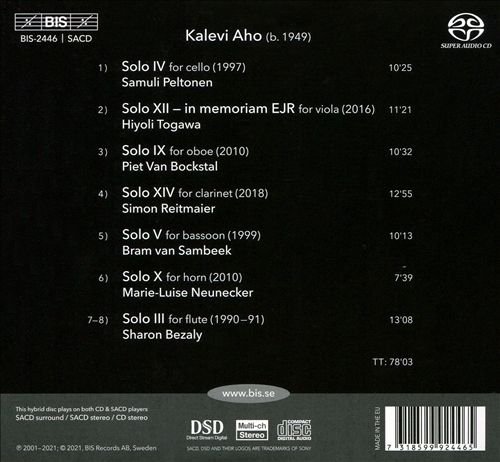 BIS
BIS-2446 | SACD
Kalevi Aho (b. 1949)
SUPER AUDIO CD
1) Solo IV for cello (1997) 10'25
Samuli Peltonen
2) Solo XII – in memoriam EJR for viola (2016) 11'21
Hiyoli Togawa
3) Solo IX for oboe (2010) 10'32
Piet Van Bockstal
4) Solo XIV for clarinet (2018) 12'55
Simon Reitmaier
5) Solo V for bassoon (1999) 10'13
Bram van Sambeek
6) Solo X for horn (2010) 7'39
Marie-Luise Neunecker
7–8) Solo III for flute (1990–91) 13'08
Sharon Bezaly
TT: 78'03
www.bis.se
This hybrid disc plays on both CD & SACD players
SACD surround / SACD stereo / CD stereo
DSD
Direct Stream Digital
Multi-ch
Stereo
COMPACT
disc
DIGITAL AUDIO
MADE IN THE EU
7 318599 924463
℗ 2001–2021; © 2021, BIS Records AB, Sweden
SACD, DSD AND THEIR LOGOS ARE TRADEMARKS OF SONY